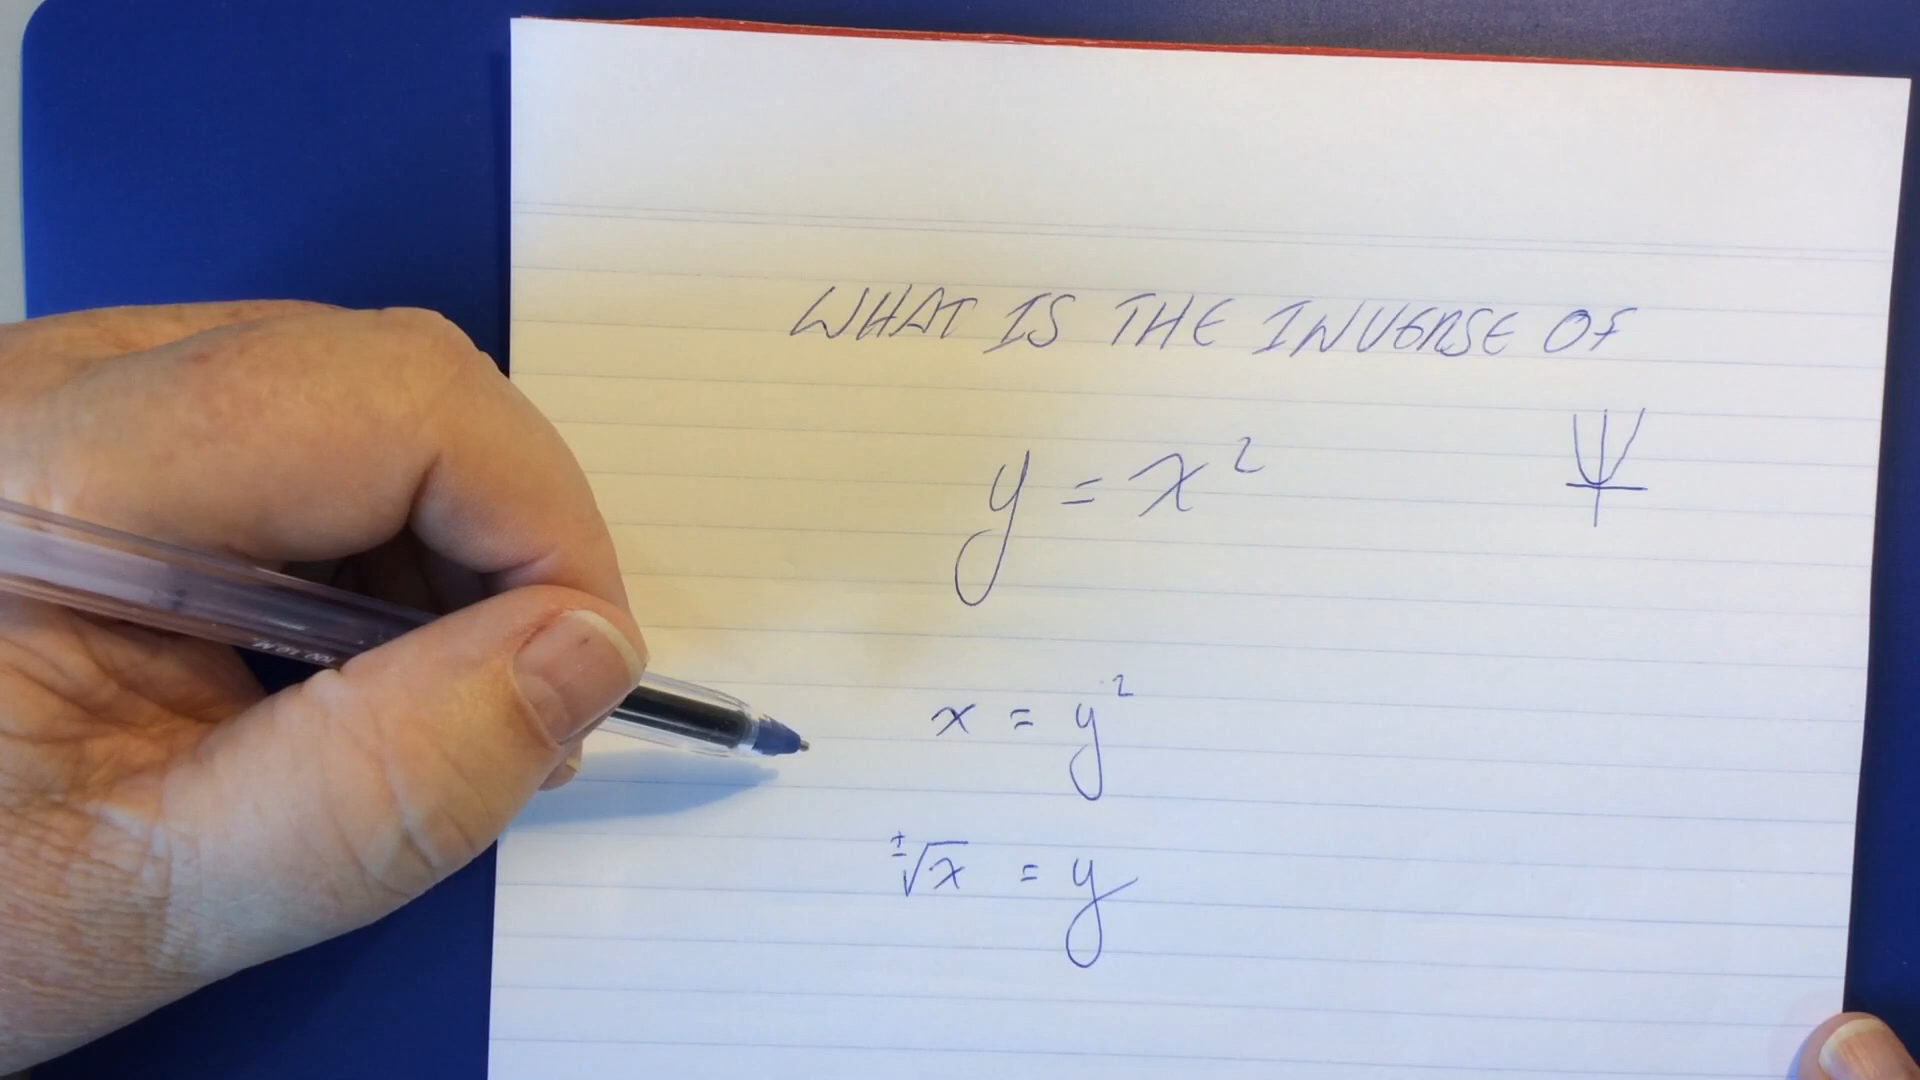 WHAT IS THE INVERSE OF
y = x²
x = y²
±√x = y